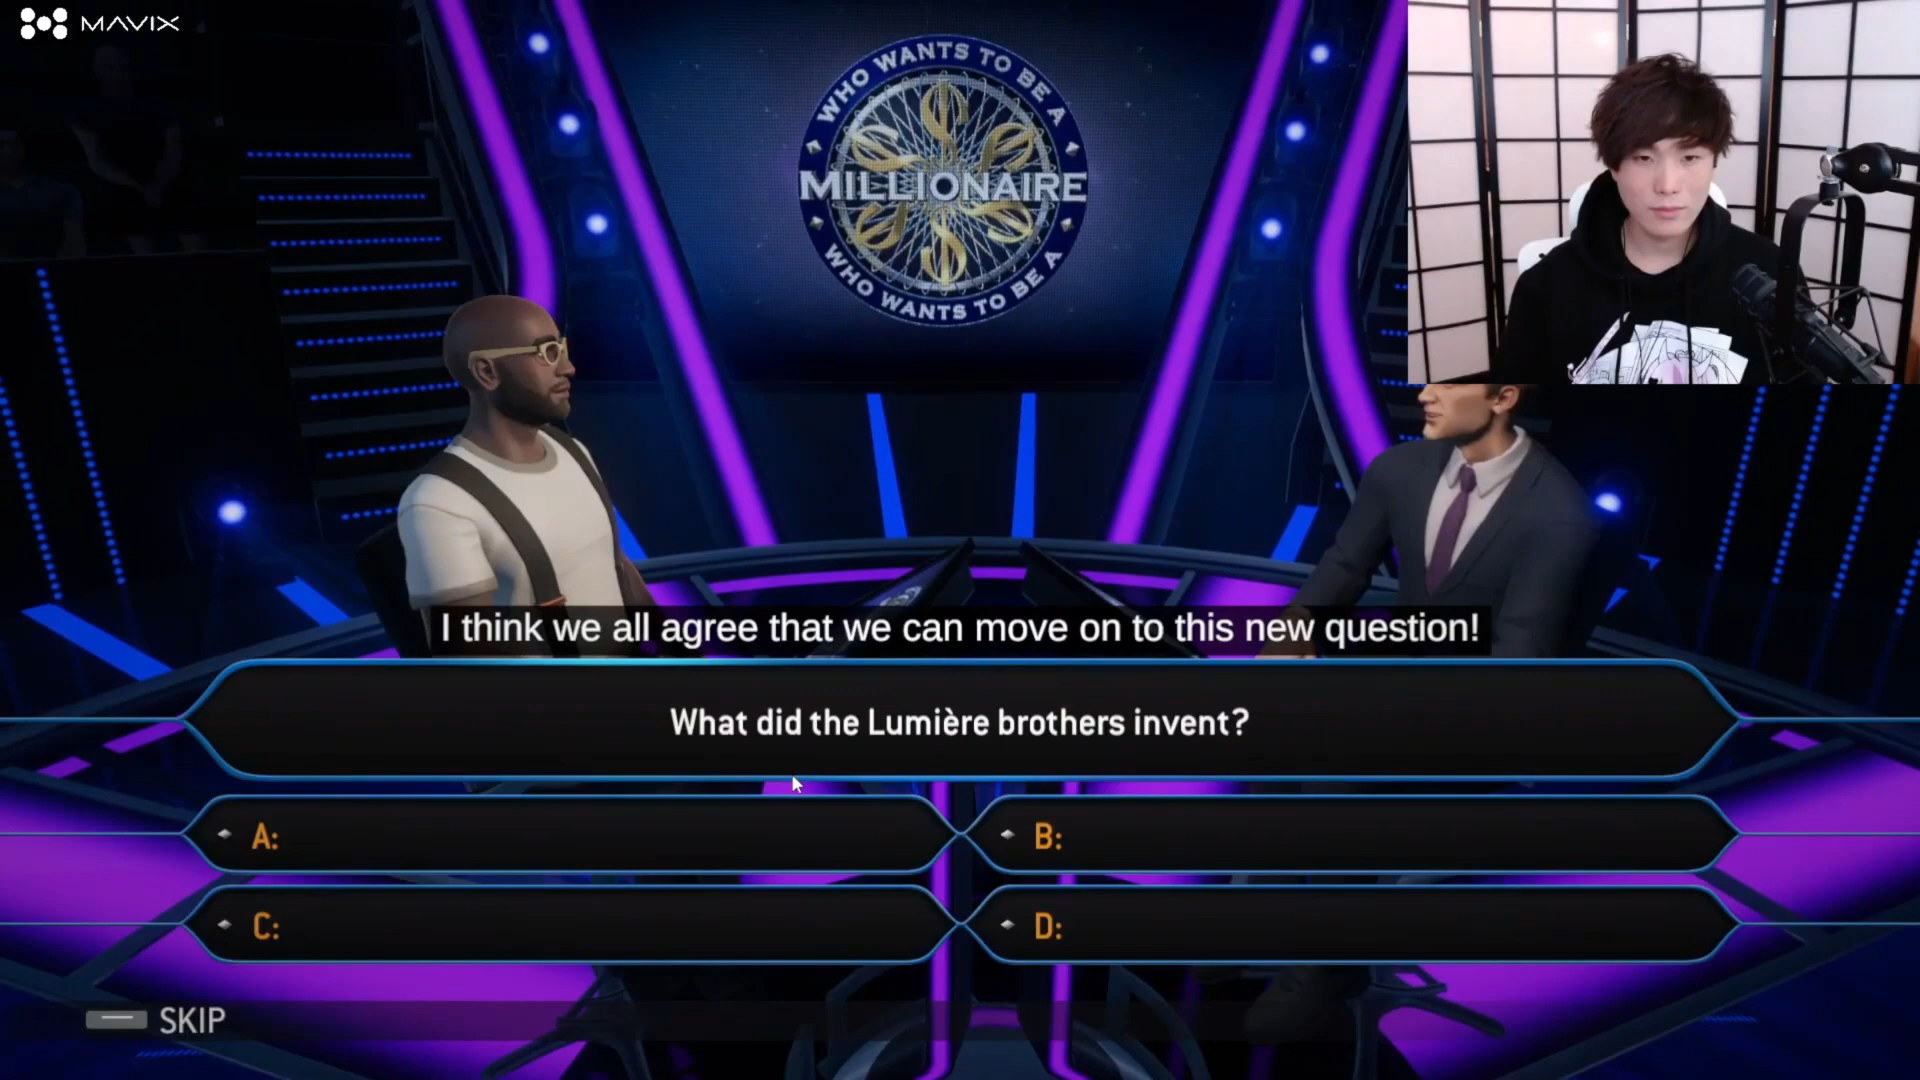 MAVIX
WHO WANTS TO BE A
MILLIONAIRE
WHO WANTS TO BE A
I think we all agree that we can move on to this new question!
What did the Lumière brothers invent?
A:
B:
C:
D:
SKIP